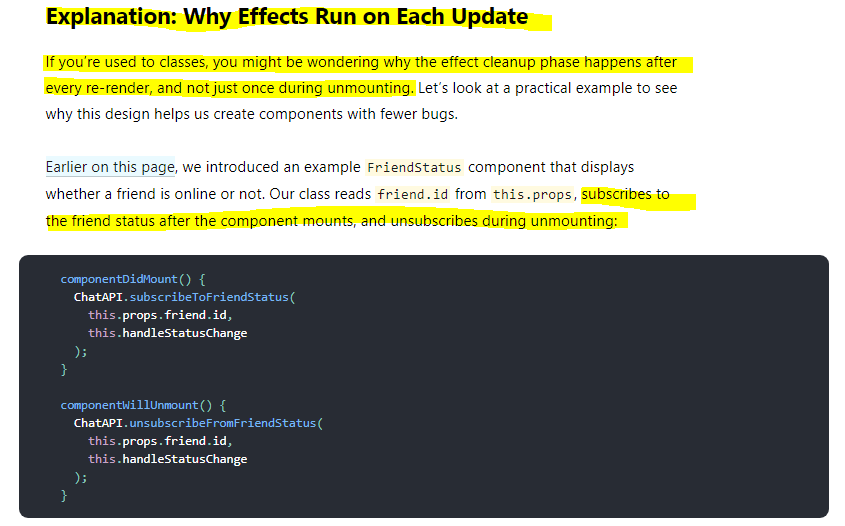 Explanation: Why Effects Run on Each Update
If you’re used to classes, you might be wondering why the effect cleanup phase happens after
every re-render, and not just once during unmounting. Let’s look at a practical example to see
why this design helps us create components with fewer bugs.
Earlier on this page, we introduced an example FriendStatus component that displays
whether a friend is online or not. Our class reads friend.id from this.props, subscribes to
the friend status after the component mounts, and unsubscribes during unmounting:
componentDidMount() {
ChatAPI.subscribeToFriendStatus(
this.props.friend.id,
this.handleStatusChange
);
}
componentWillUnmount() {
ChatAPI.unsubscribeFromFriendStatus(
this.props.friend.id,
this.handleStatusChange
);
}